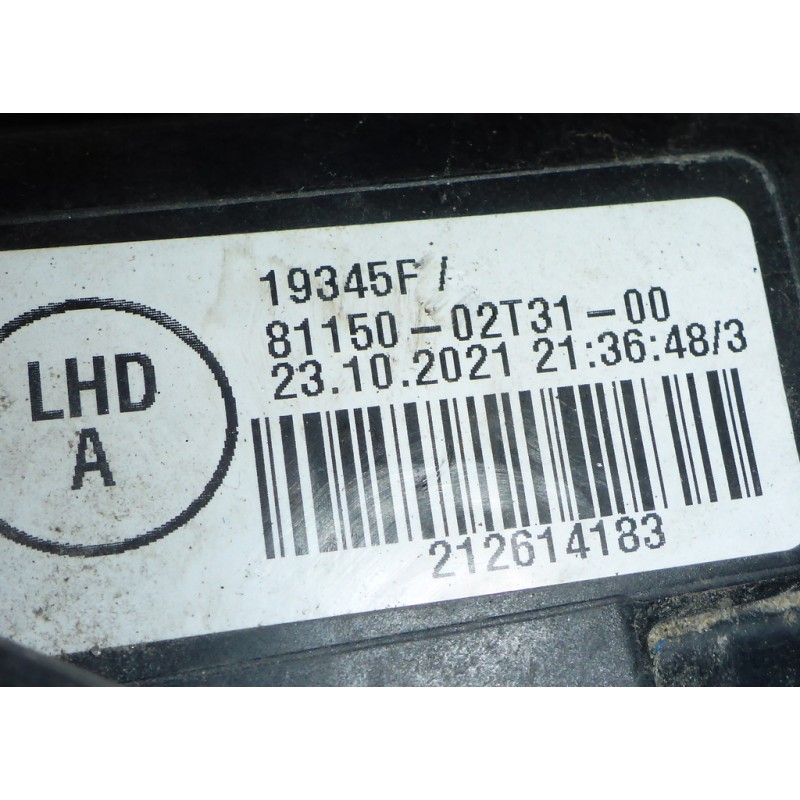 19345F /
81150-02T31-00
23.10.2021 21:36:48/3
LHD
A
212614183